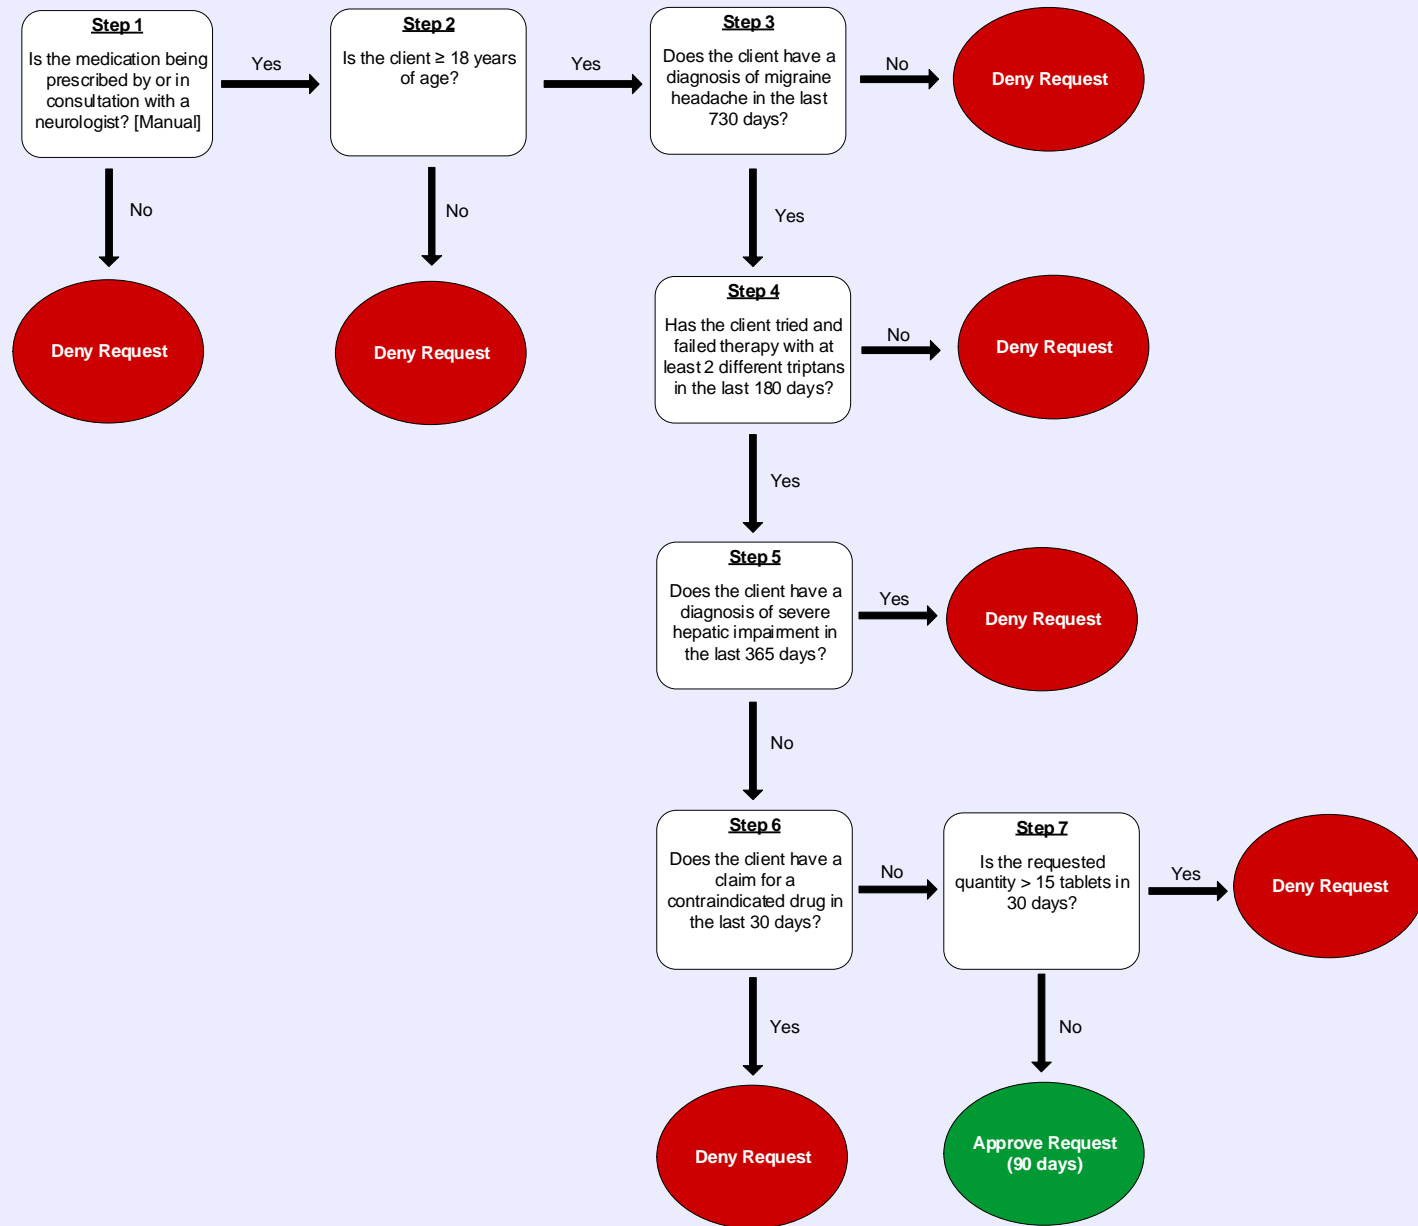 Step 1
Is the medication being
prescribed by or in
consultation with a
neurologist? [Manual]
Yes
No
Deny Request
Step 2
Is the client ≥ 18 years
of age?
Yes
No
Deny Request
Step 3
Does the client have a
diagnosis of migraine
headache in the last
730 days?
No
Deny Request
Yes
Step 4
Has the client tried and
failed therapy with at
least 2 different triptans
in the last 180 days?
No
Deny Request
Yes
Step 5
Does the client have a
diagnosis of severe
hepatic impairment in
the last 365 days?
Yes
Deny Request
No
Step 6
Does the client have a
claim for a
contraindicated drug in
the last 30 days?
No
Yes
Deny Request
Step 7
Is the requested
quantity > 15 tablets in
30 days?
Yes
Deny Request
No
Approve Request
(90 days)